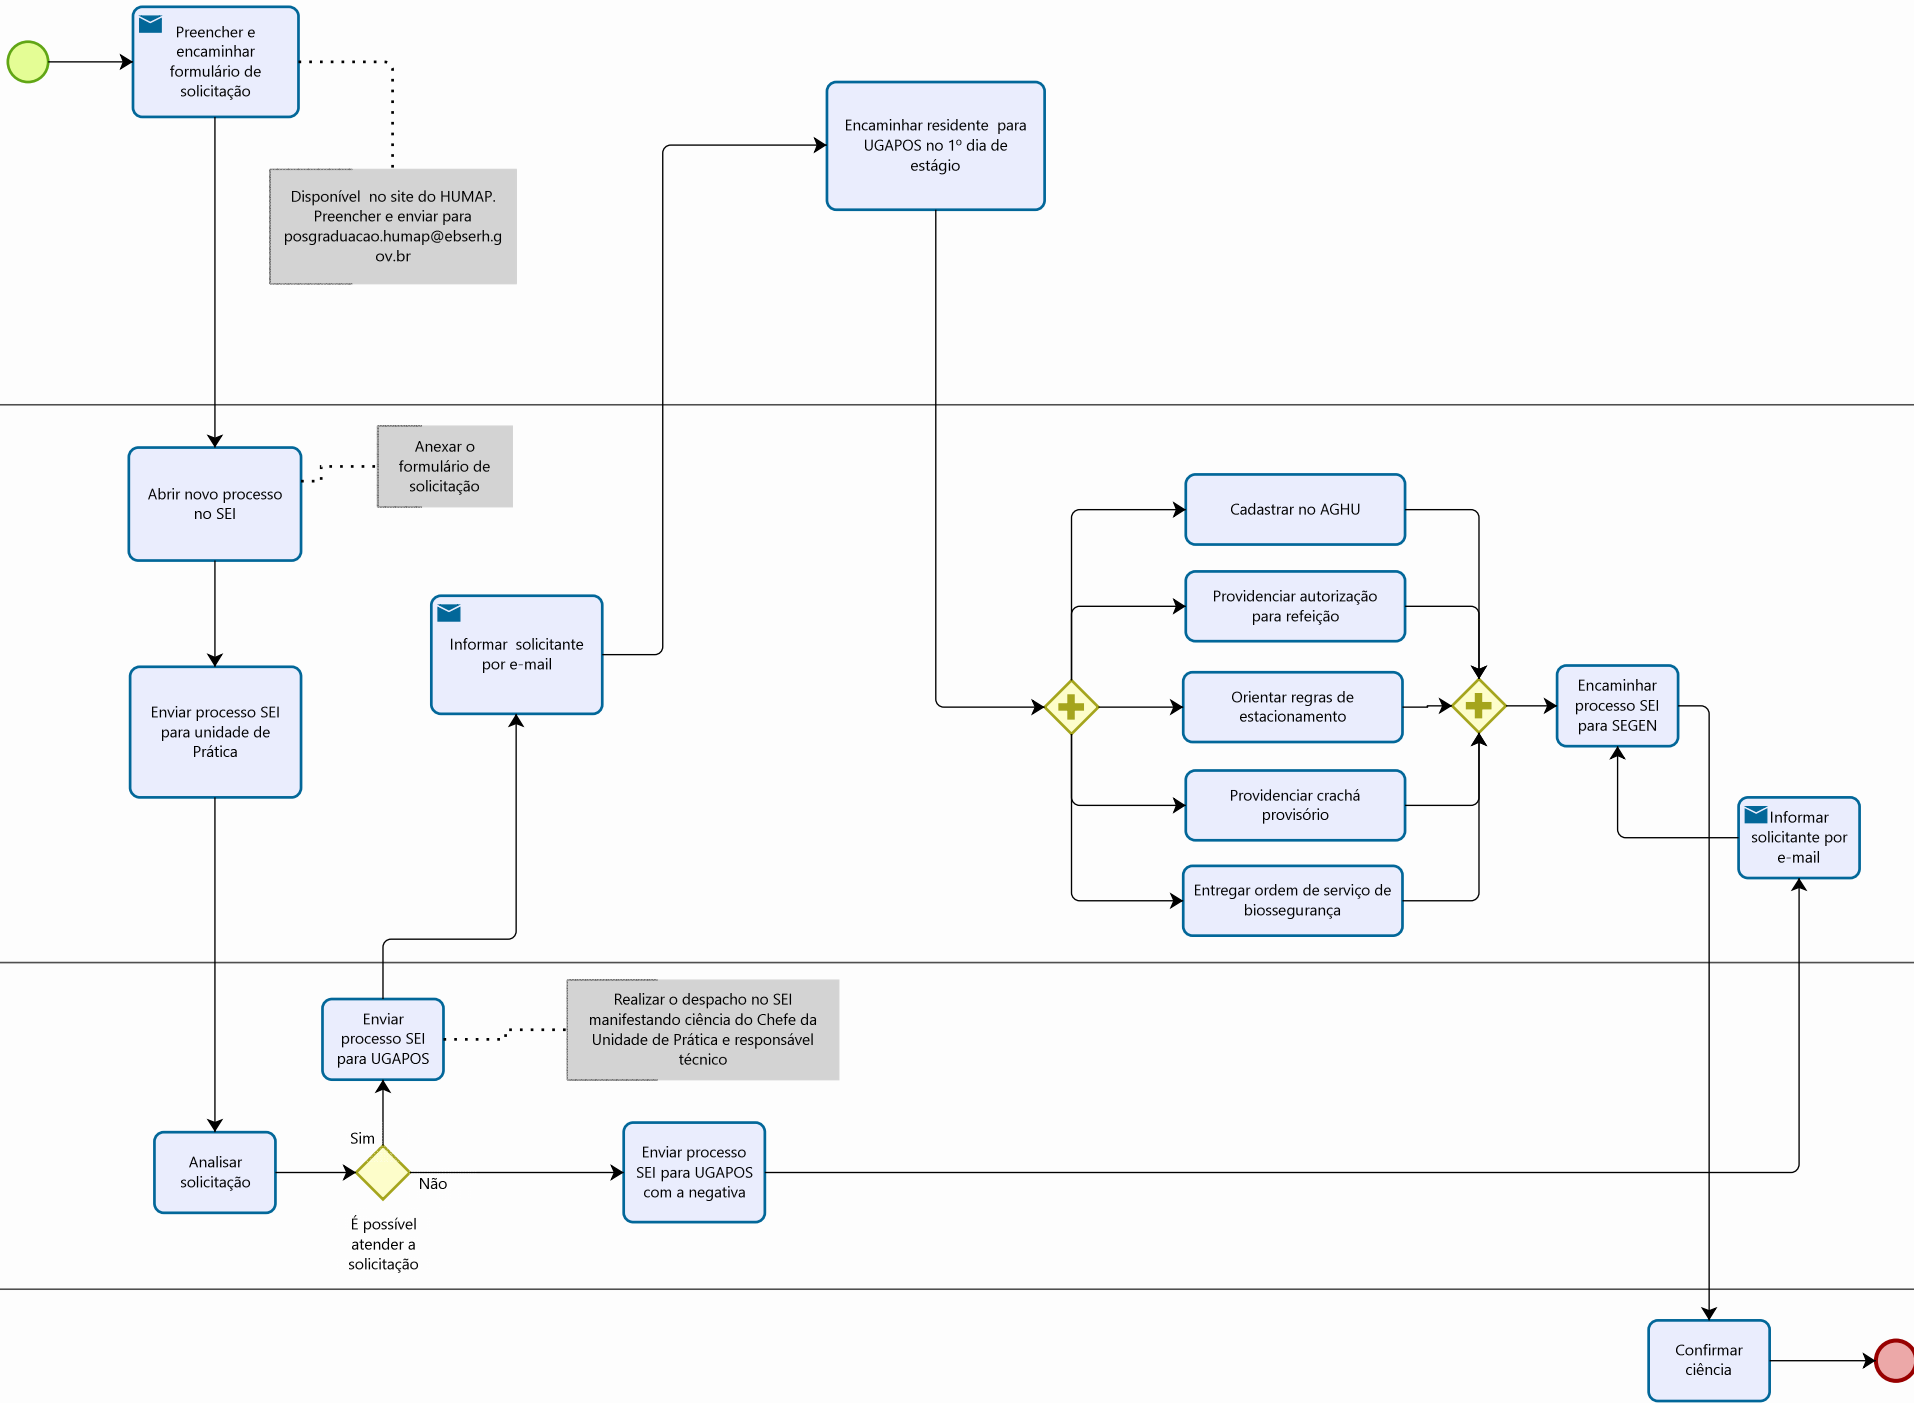 Preencher e
encaminhar
formulário de
solicitação
Disponível  no site do HUMAP.
Preencher e enviar para
posgraduacao.humap@ebserh.g
ov.br
Encaminhar residente  para
UGAPOS no 1º dia de
estágio
Abrir novo processo
no SEI
Anexar o
formulário de
solicitação
Enviar processo SEI
para unidade de
Prática
Informar  solicitante
por e-mail
Cadastrar no AGHU
Providenciar autorização
para refeição
Orientar regras de
estacionamento
Providenciar crachá
provisório
Entregar ordem de serviço de
biossegurança
Encaminhar
processo SEI
para SEGEN
Informar
solicitante por
e-mail
Enviar
processo SEI
para UGAPOS
Realizar o despacho no SEI
manifestando ciência do Chefe da
Unidade de Prática e responsável
técnico
Analisar
solicitação
Sim
Não
É possível
atender a
solicitação
Enviar processo
SEI para UGAPOS
com a negativa
Confirmar
ciência